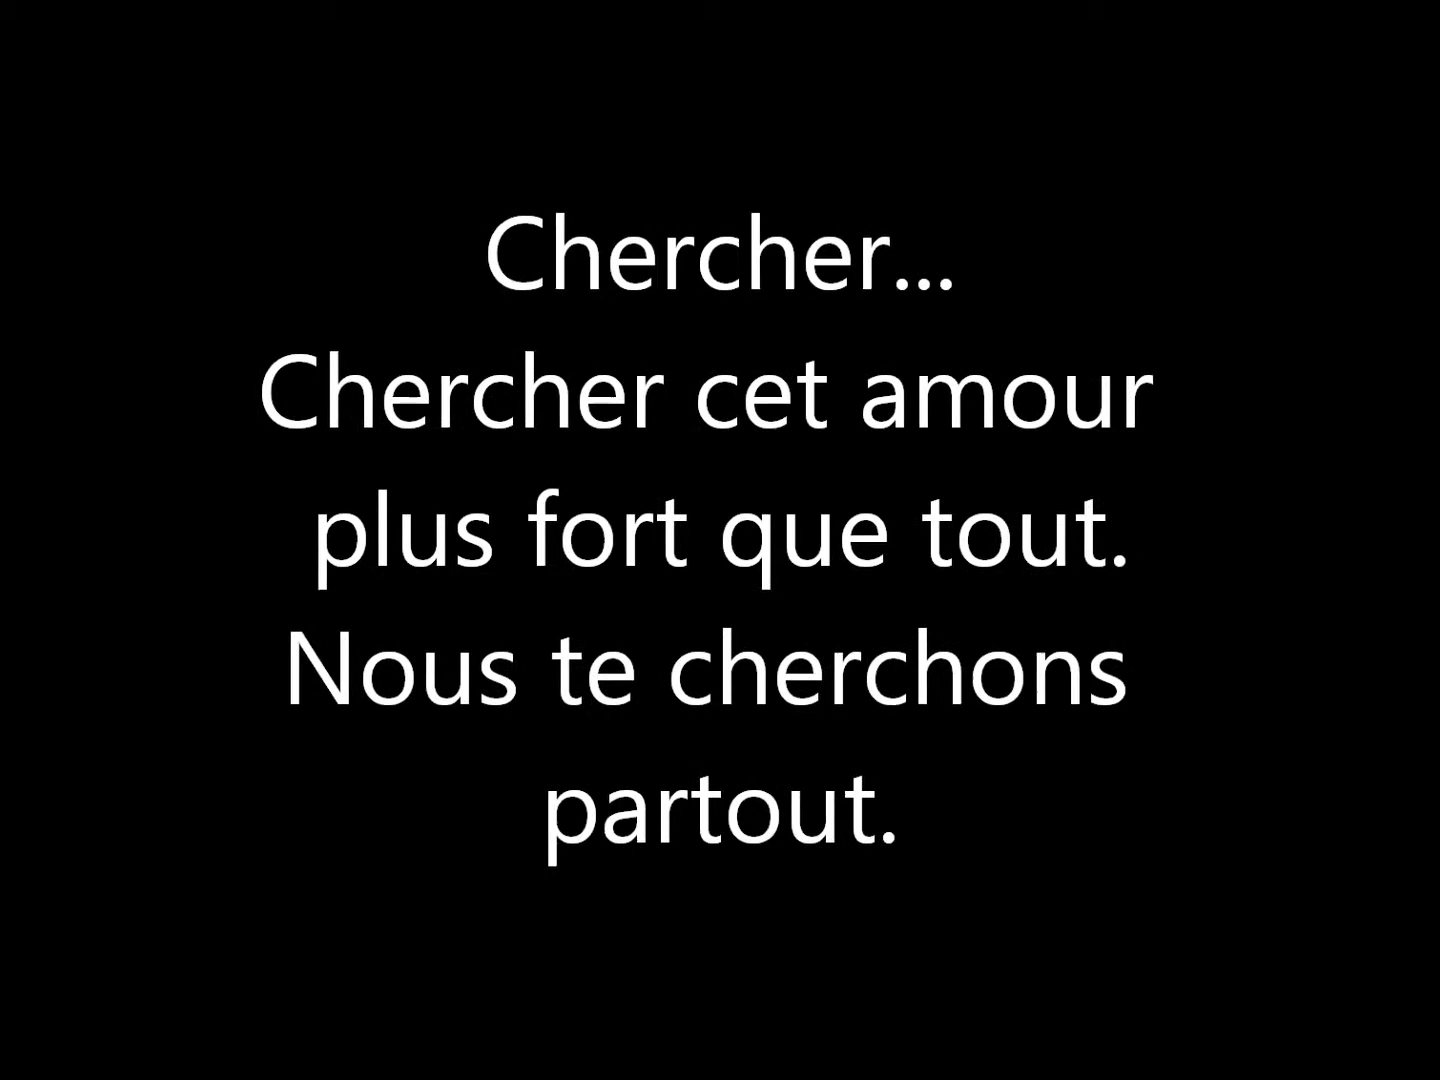 Chercher...
Chercher cet amour
plus fort que tout.
Nous te cherchons
partout.